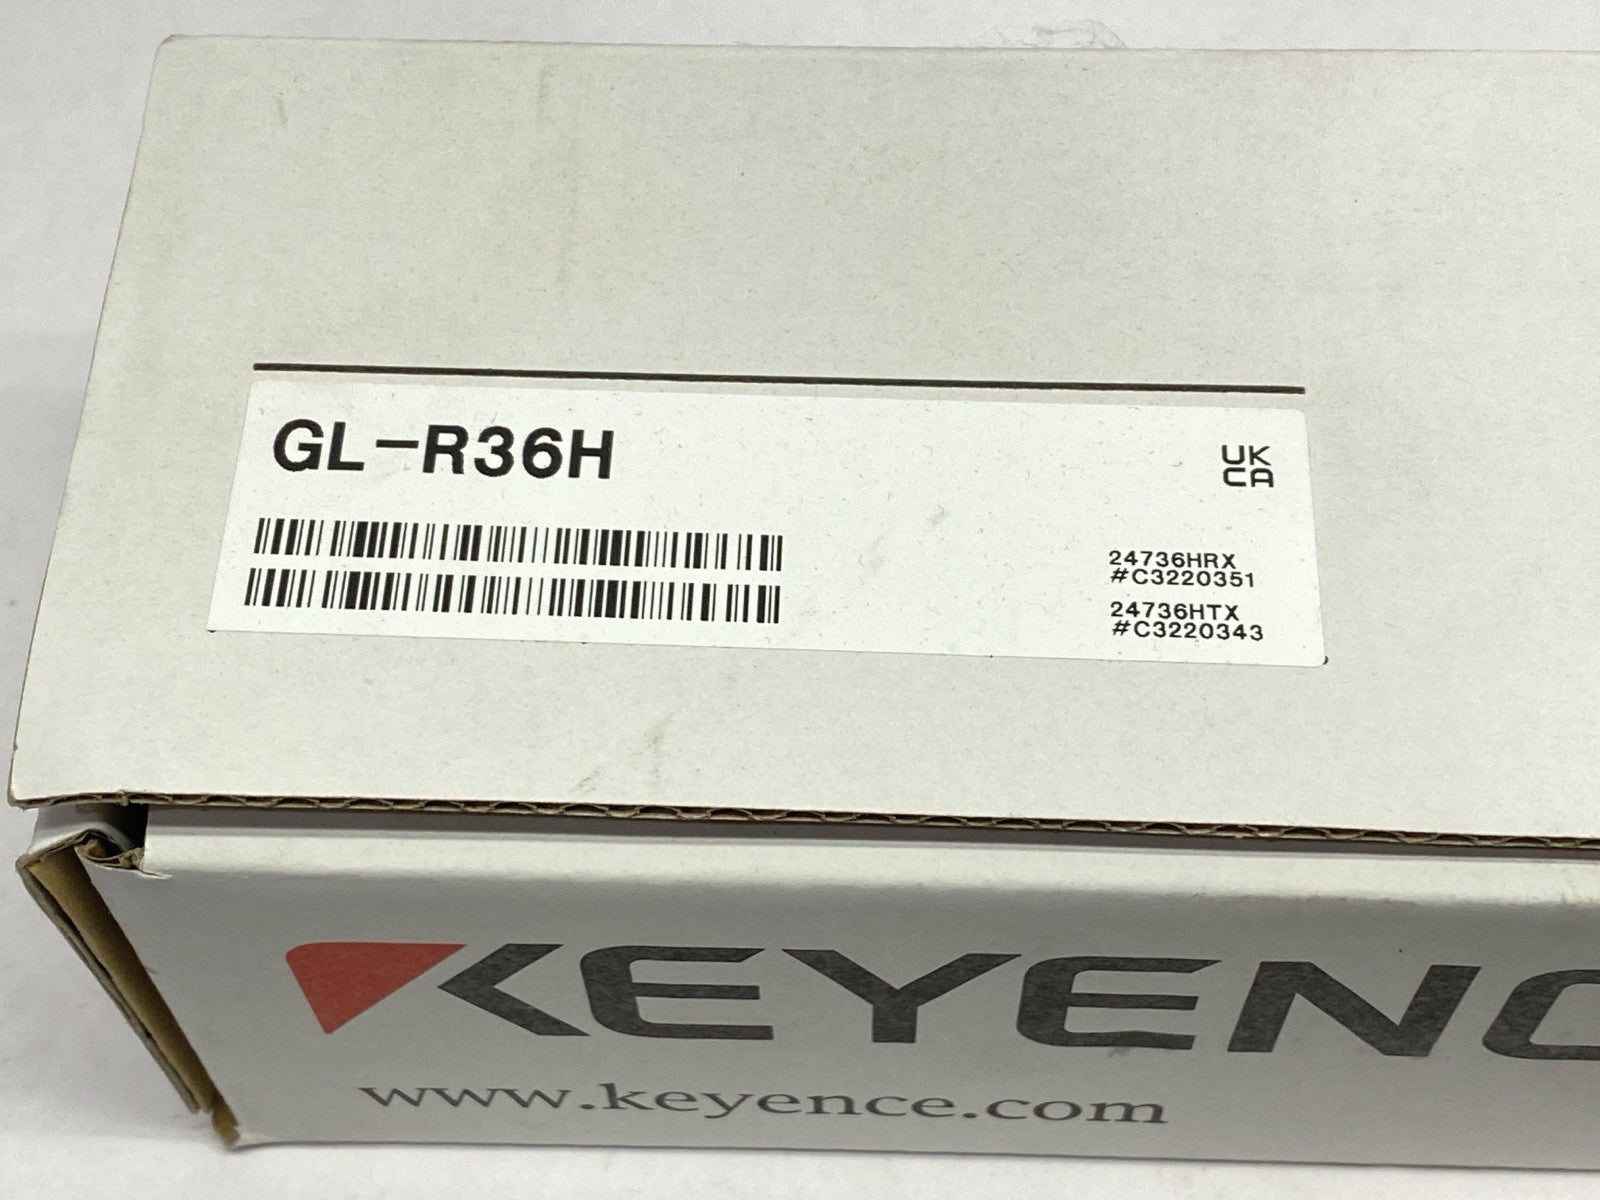 GL-R36H
UK
CA
24736HRX
#C3220351
24736HTX
#C3220343
KEYENC
www.keyence.com